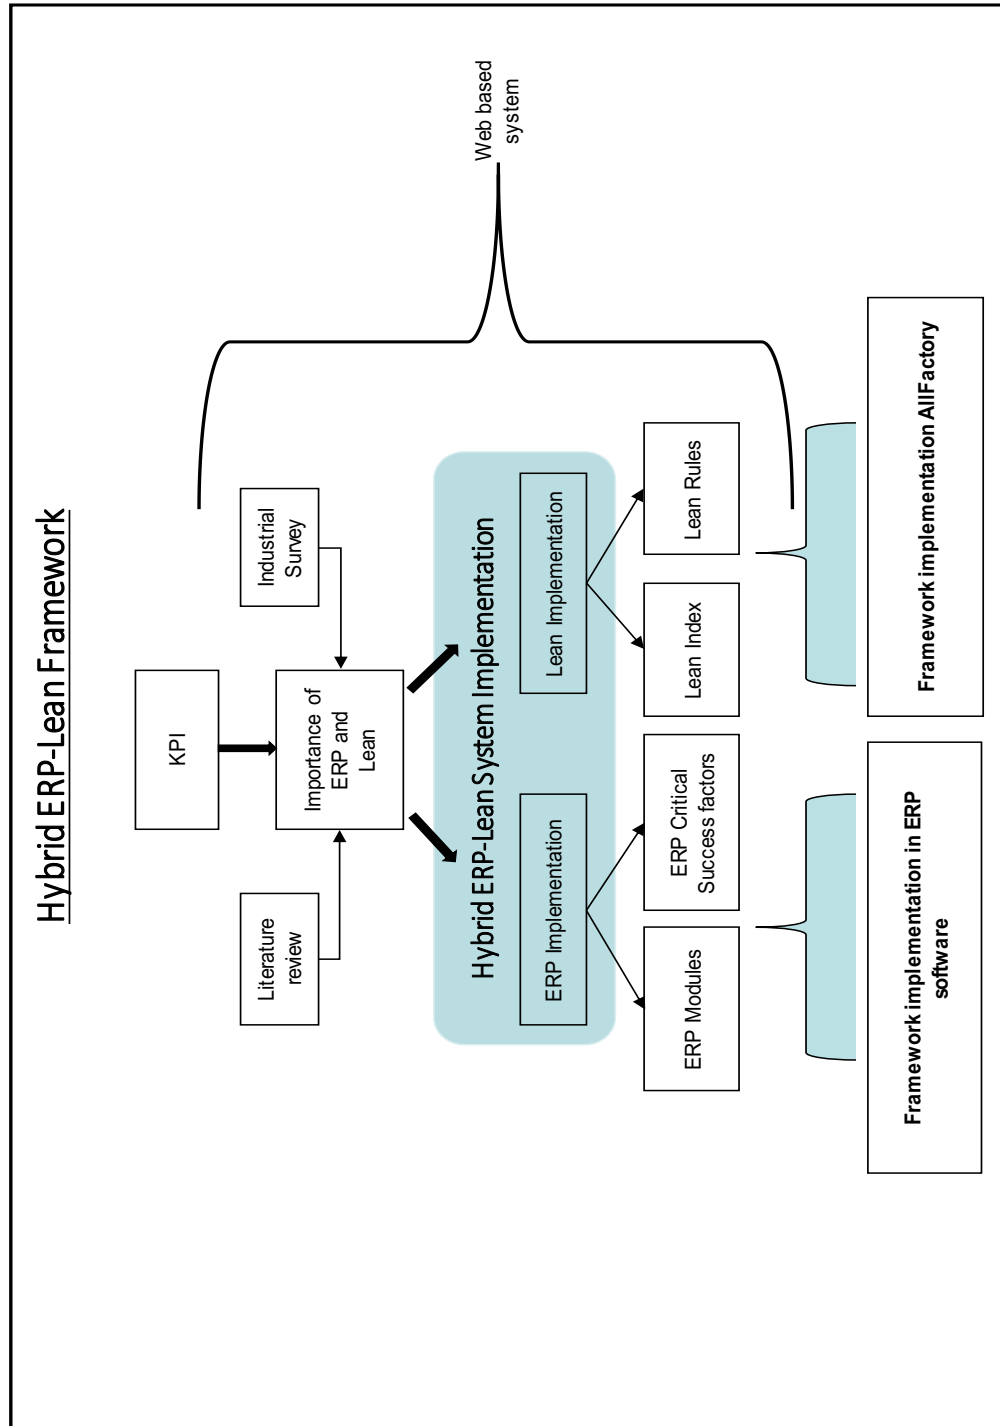 Hybrid ERP-Lean Framework
KPI
Literature
review
Importance of
ERP and
Lean
Industrial
Survey
Web based
system
Hybrid ERP-Lean System Implementation
ERP Implementation
Lean Implementation
ERP Modules
ERP Critical
Success factors
Lean Index
Lean Rules
Framework implementation in ERP
software
Framework implementation AllFactory